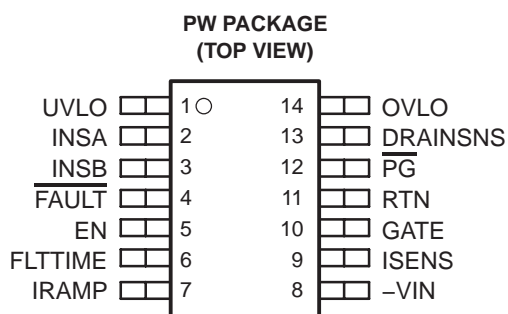 PW PACKAGE
(TOP VIEW)
UVLO 1 14 OVLO
INSA 2 13 DRAINSNS
INSB 3 12 PG
FAULT 4 11 RTN
EN 5 10 GATE
FLTTIME 6 9 ISENS
IRAMP 7 8 –VIN